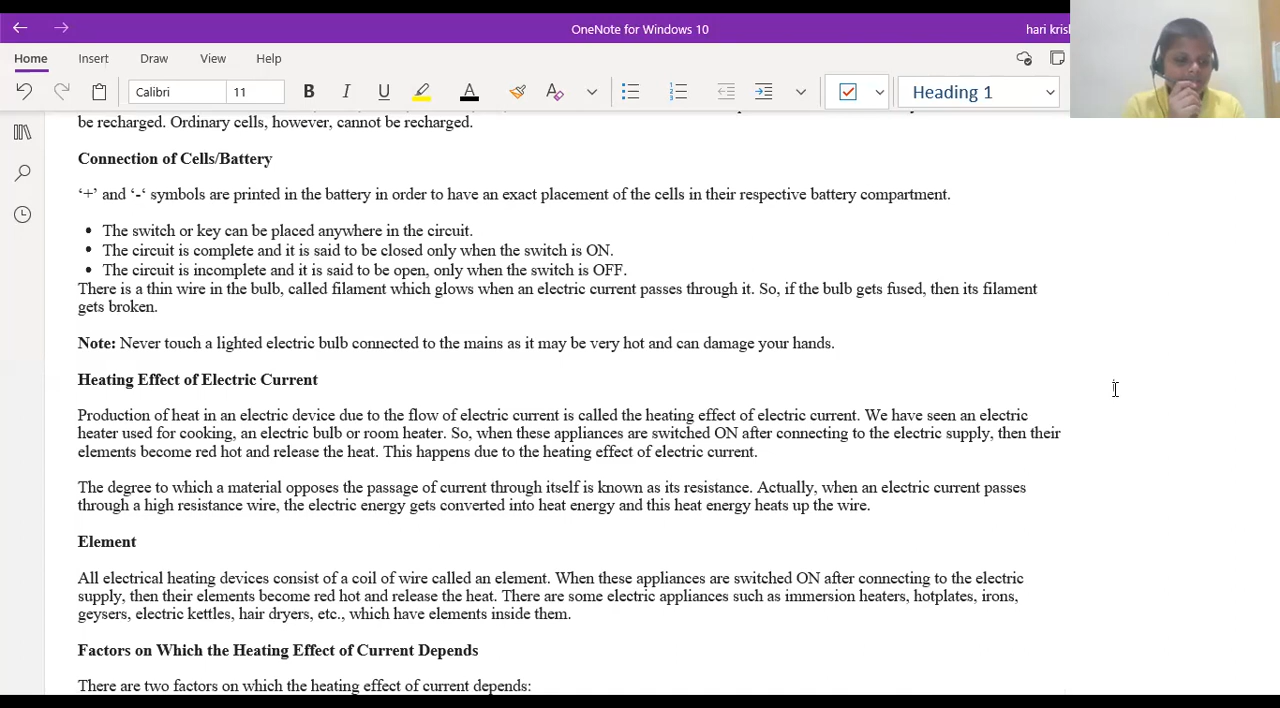 OneNote for Windows 10
hari krish
Home Insert Draw View Help
Calibri 11 B I U A Heading 1
be recharged. Ordinary cells, however, cannot be recharged.
Connection of Cells/Battery
‘+’ and ‘-‘ symbols are printed in the battery in order to have an exact placement of the cells in their respective battery compartment.
• The switch or key can be placed anywhere in the circuit.
• The circuit is complete and it is said to be closed only when the switch is ON.
• The circuit is incomplete and it is said to be open, only when the switch is OFF.
There is a thin wire in the bulb, called filament which glows when an electric current passes through it. So, if the bulb gets fused, then its filament
gets broken.
Note: Never touch a lighted electric bulb connected to the mains as it may be very hot and can damage your hands.
Heating Effect of Electric Current
Production of heat in an electric device due to the flow of electric current is called the heating effect of electric current. We have seen an electric
heater used for cooking, an electric bulb or room heater. So, when these appliances are switched ON after connecting to the electric supply, then their
elements become red hot and release the heat. This happens due to the heating effect of electric current.
The degree to which a material opposes the passage of current through itself is known as its resistance. Actually, when an electric current passes
through a high resistance wire, the electric energy gets converted into heat energy and this heat energy heats up the wire.
Element
All electrical heating devices consist of a coil of wire called an element. When these appliances are switched ON after connecting to the electric
supply, then their elements become red hot and release the heat. There are some electric appliances such as immersion heaters, hotplates, irons,
geysers, electric kettles, hair dryers, etc., which have elements inside them.
Factors on Which the Heating Effect of Current Depends
There are two factors on which the heating effect of current depends: